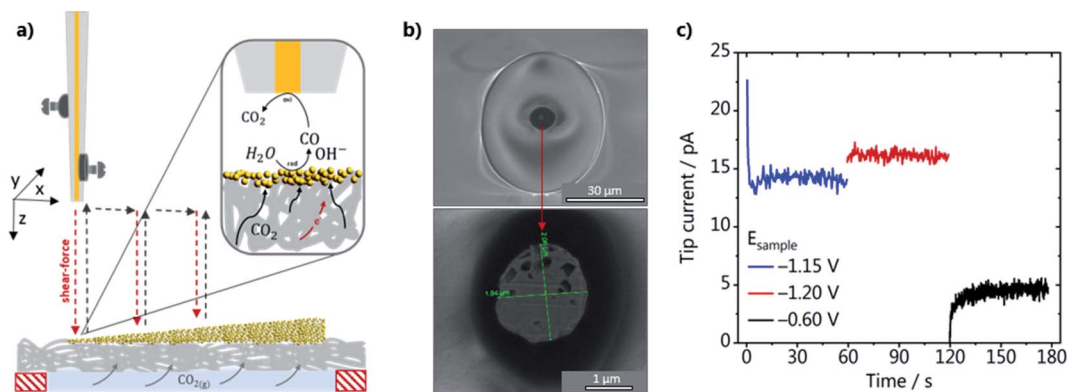 a)
y
x
z
shear-force
CO₂
(ox)
CO
H₂O
red
OH⁻
CO₂
e⁻
CO₂(g)
b)
30 µm
1 µm
c)
25
20
15
10
5
0
Tip current / pA
E_sample
−1.15 V
−1.20 V
−0.60 V
0 30 60 90 120 150 180
Time / s